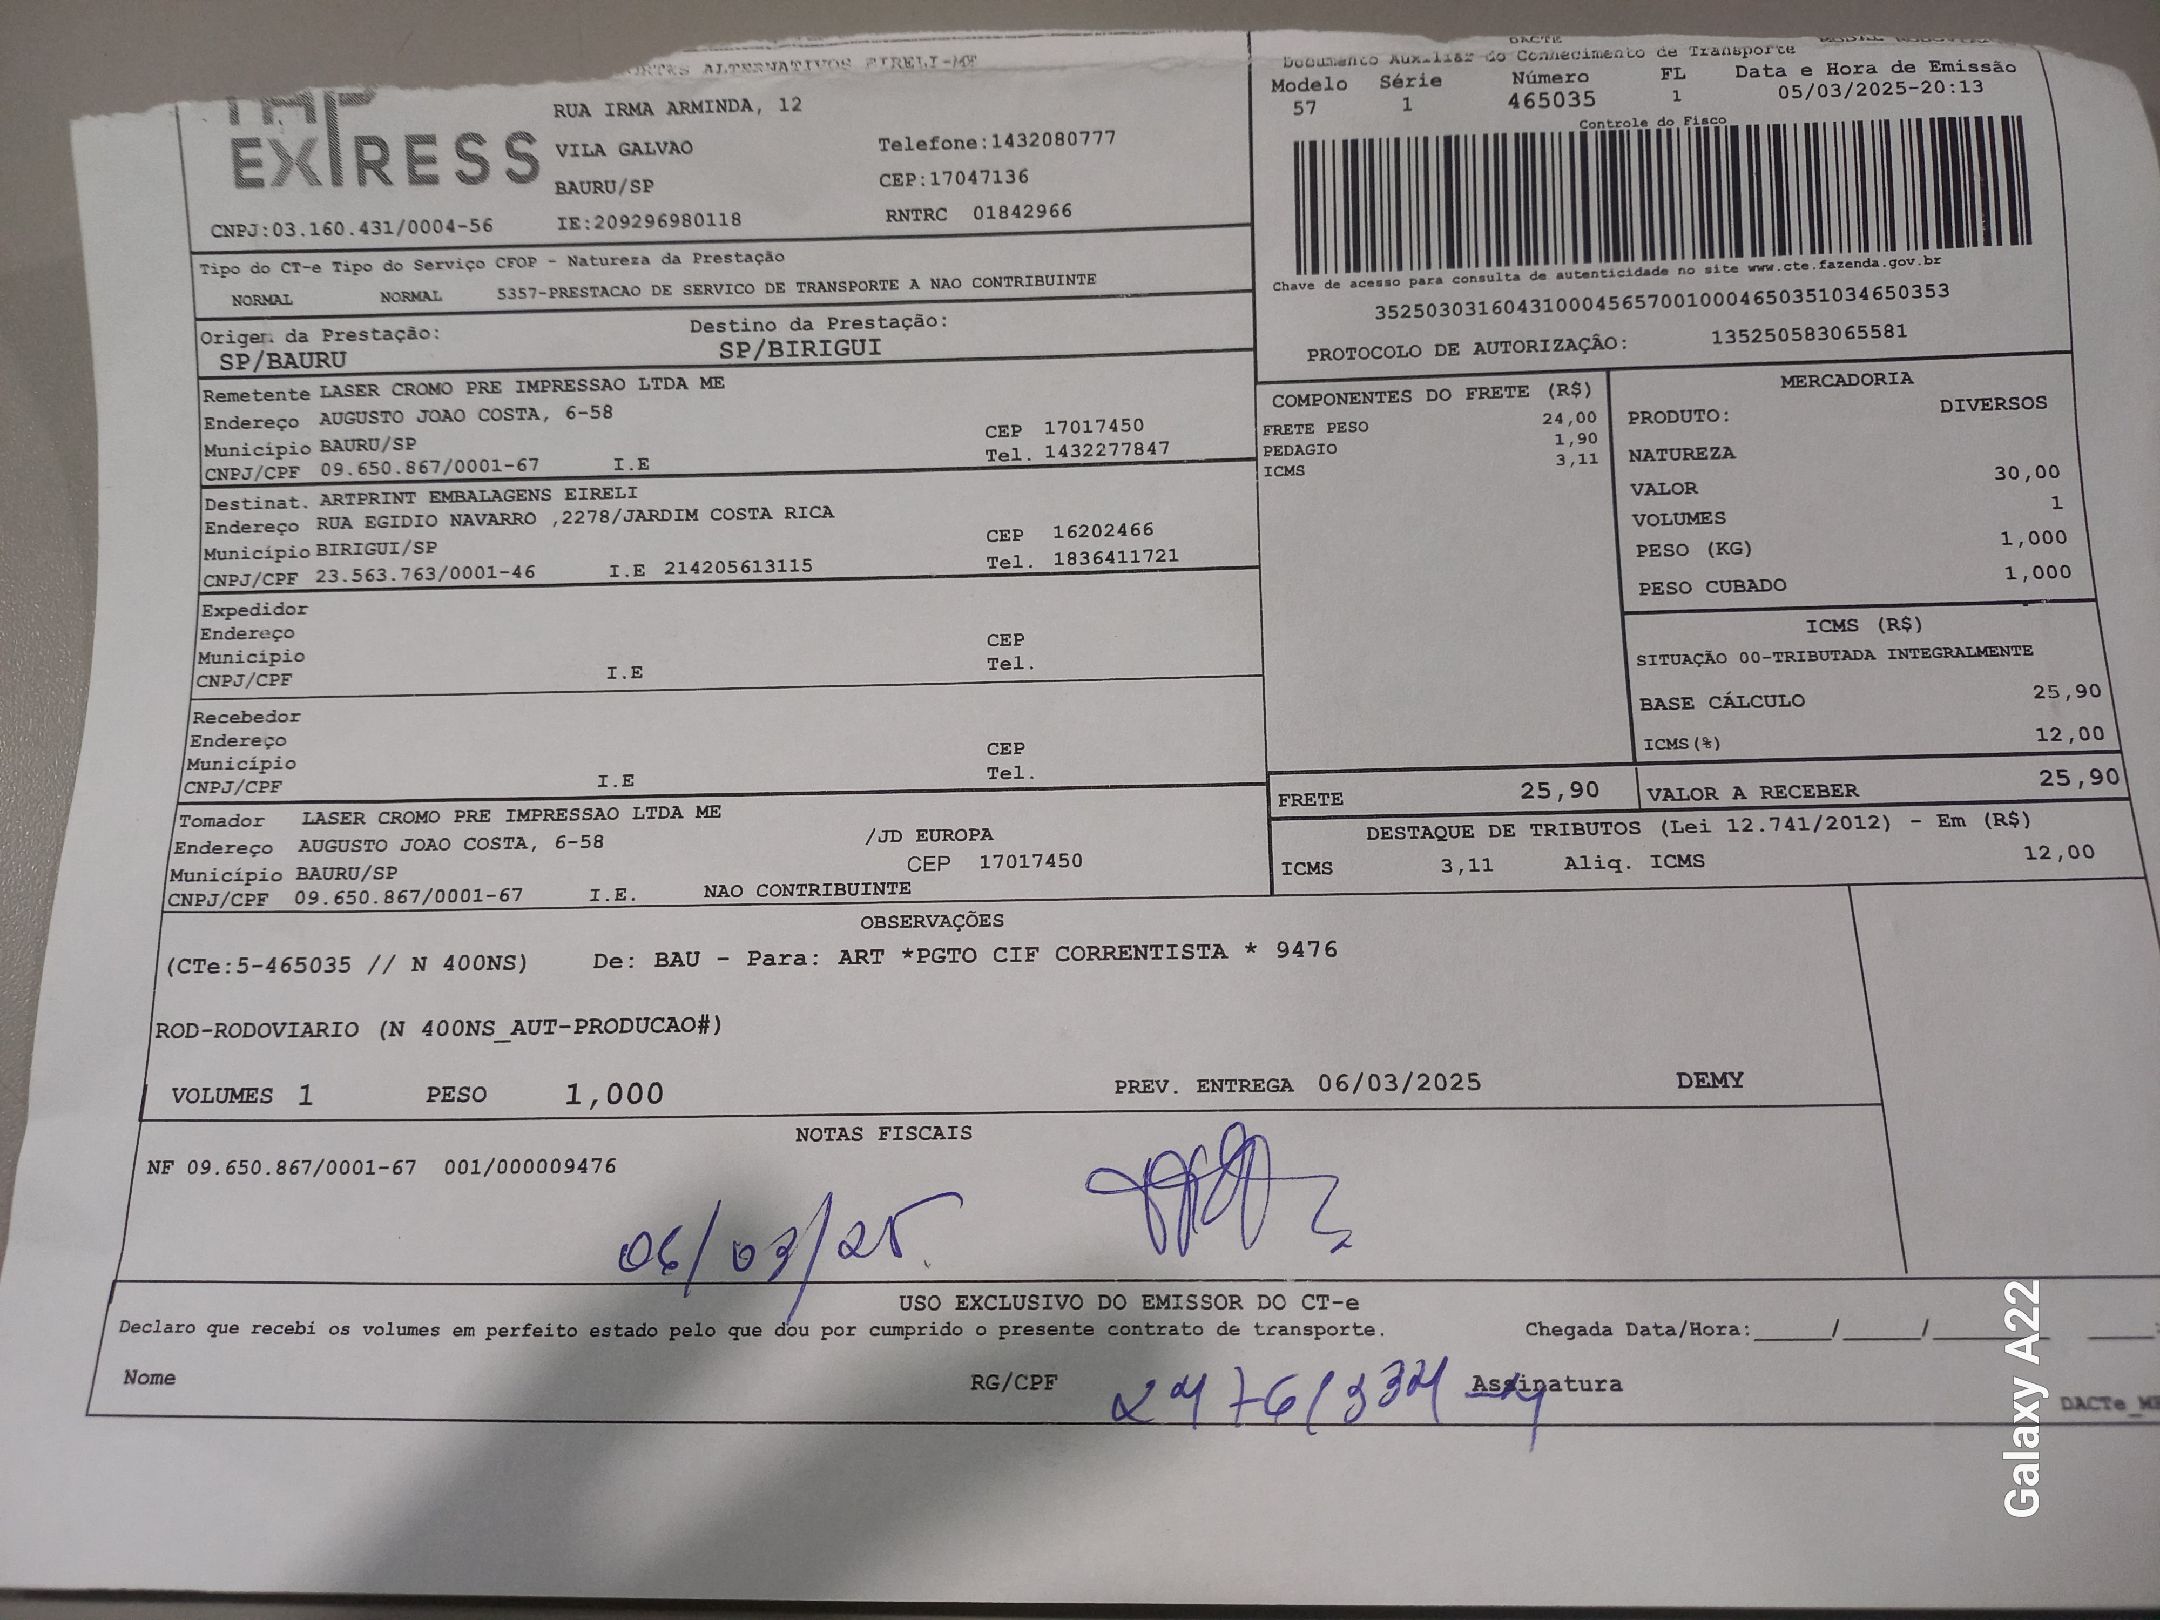 ALTERNATIVOS EIRELI-ME
EXPRESS
RUA IRMA ARMINDA, 12
VILA GALVAO
Telefone:1432080777
BAURU/SP
CEP:17047136
CNPJ:03.160.431/0004-56
IE:209296980118
RNTRC 01842966
DACTE
Documento Auxiliar do Conhecimento de Transporte
Modelo Série Número FL Data e Hora de Emissão
57 1 465035 1 05/03/2025-20:13
Controle do Fisco
Chave de acesso para consulta de autenticidade no site www.cte.fazenda.gov.br
35250303160431000456570010004650351034650353
PROTOCOLO DE AUTORIZAÇÃO: 135250583065581
Tipo do CT-e Tipo do Serviço CFOP - Natureza da Prestação
NORMAL NORMAL 5357-PRESTACAO DE SERVICO DE TRANSPORTE A NAO CONTRIBUINTE
Origem da Prestação: Destino da Prestação:
SP/BAURU SP/BIRIGUI
Remetente LASER CROMO PRE IMPRESSAO LTDA ME
Endereço AUGUSTO JOAO COSTA, 6-58
CEP 17017450
Município BAURU/SP
Tel. 1432277847
CNPJ/CPF 09.650.867/0001-67 I.E
Destinat. ARTPRINT EMBALAGENS EIRELI
Endereço RUA EGIDIO NAVARRO ,2278/JARDIM COSTA RICA
CEP 16202466
Município BIRIGUI/SP
Tel. 1836411721
CNPJ/CPF 23.563.763/0001-46 I.E 214205613115
Expedidor
Endereço
CEP
Município
Tel.
CNPJ/CPF I.E
Recebedor
Endereço
CEP
Município
Tel.
CNPJ/CPF I.E
Tomador LASER CROMO PRE IMPRESSAO LTDA ME
Endereço AUGUSTO JOAO COSTA, 6-58 /JD EUROPA
Município BAURU/SP CEP 17017450
CNPJ/CPF 09.650.867/0001-67 I.E. NAO CONTRIBUINTE
COMPONENTES DO FRETE (R$)
FRETE PESO 24,00
PEDAGIO 1,90
ICMS 3,11
MERCADORIA
PRODUTO: DIVERSOS
NATUREZA
VALOR 30,00
VOLUMES 1
PESO (KG) 1,000
PESO CUBADO 1,000
ICMS (R$)
SITUAÇÃO 00-TRIBUTADA INTEGRALMENTE
BASE CÁLCULO 25,90
ICMS(%) 12,00
FRETE 25,90 VALOR A RECEBER 25,90
DESTAQUE DE TRIBUTOS (Lei 12.741/2012) - Em (R$)
ICMS 3,11 Aliq. ICMS 12,00
OBSERVAÇÕES
(CTe:5-465035 // N 400NS) De: BAU - Para: ART *PGTO CIF CORRENTISTA * 9476
ROD-RODOVIARIO (N 400NS_AUT-PRODUCAO#)
VOLUMES 1 PESO 1,000 PREV. ENTREGA 06/03/2025 DEMY
NOTAS FISCAIS
NF 09.650.867/0001-67 001/000009476
06/03/25
USO EXCLUSIVO DO EMISSOR DO CT-e
Declaro que recebi os volumes em perfeito estado pelo que dou por cumprido o presente contrato de transporte. Chegada Data/Hora:_____/_____/_____
Nome RG/CPF Assinatura
Galaxy A22